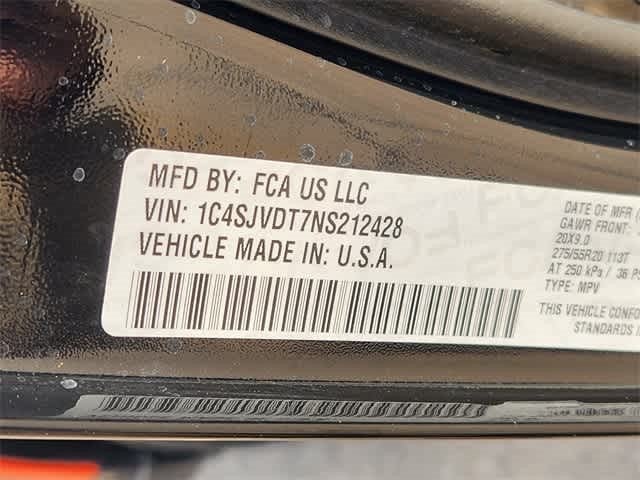 MFD BY: FCA US LLC
VIN: 1C4SJVDT7NS212428
VEHICLE MADE IN: U.S.A.
DATE OF MFR
GAWR FRONT:
20X9.0
275/55R20 113T
AT 250 kPa / 36 PS
TYPE: MPV
THIS VEHICLE CONFO
STANDARDS I